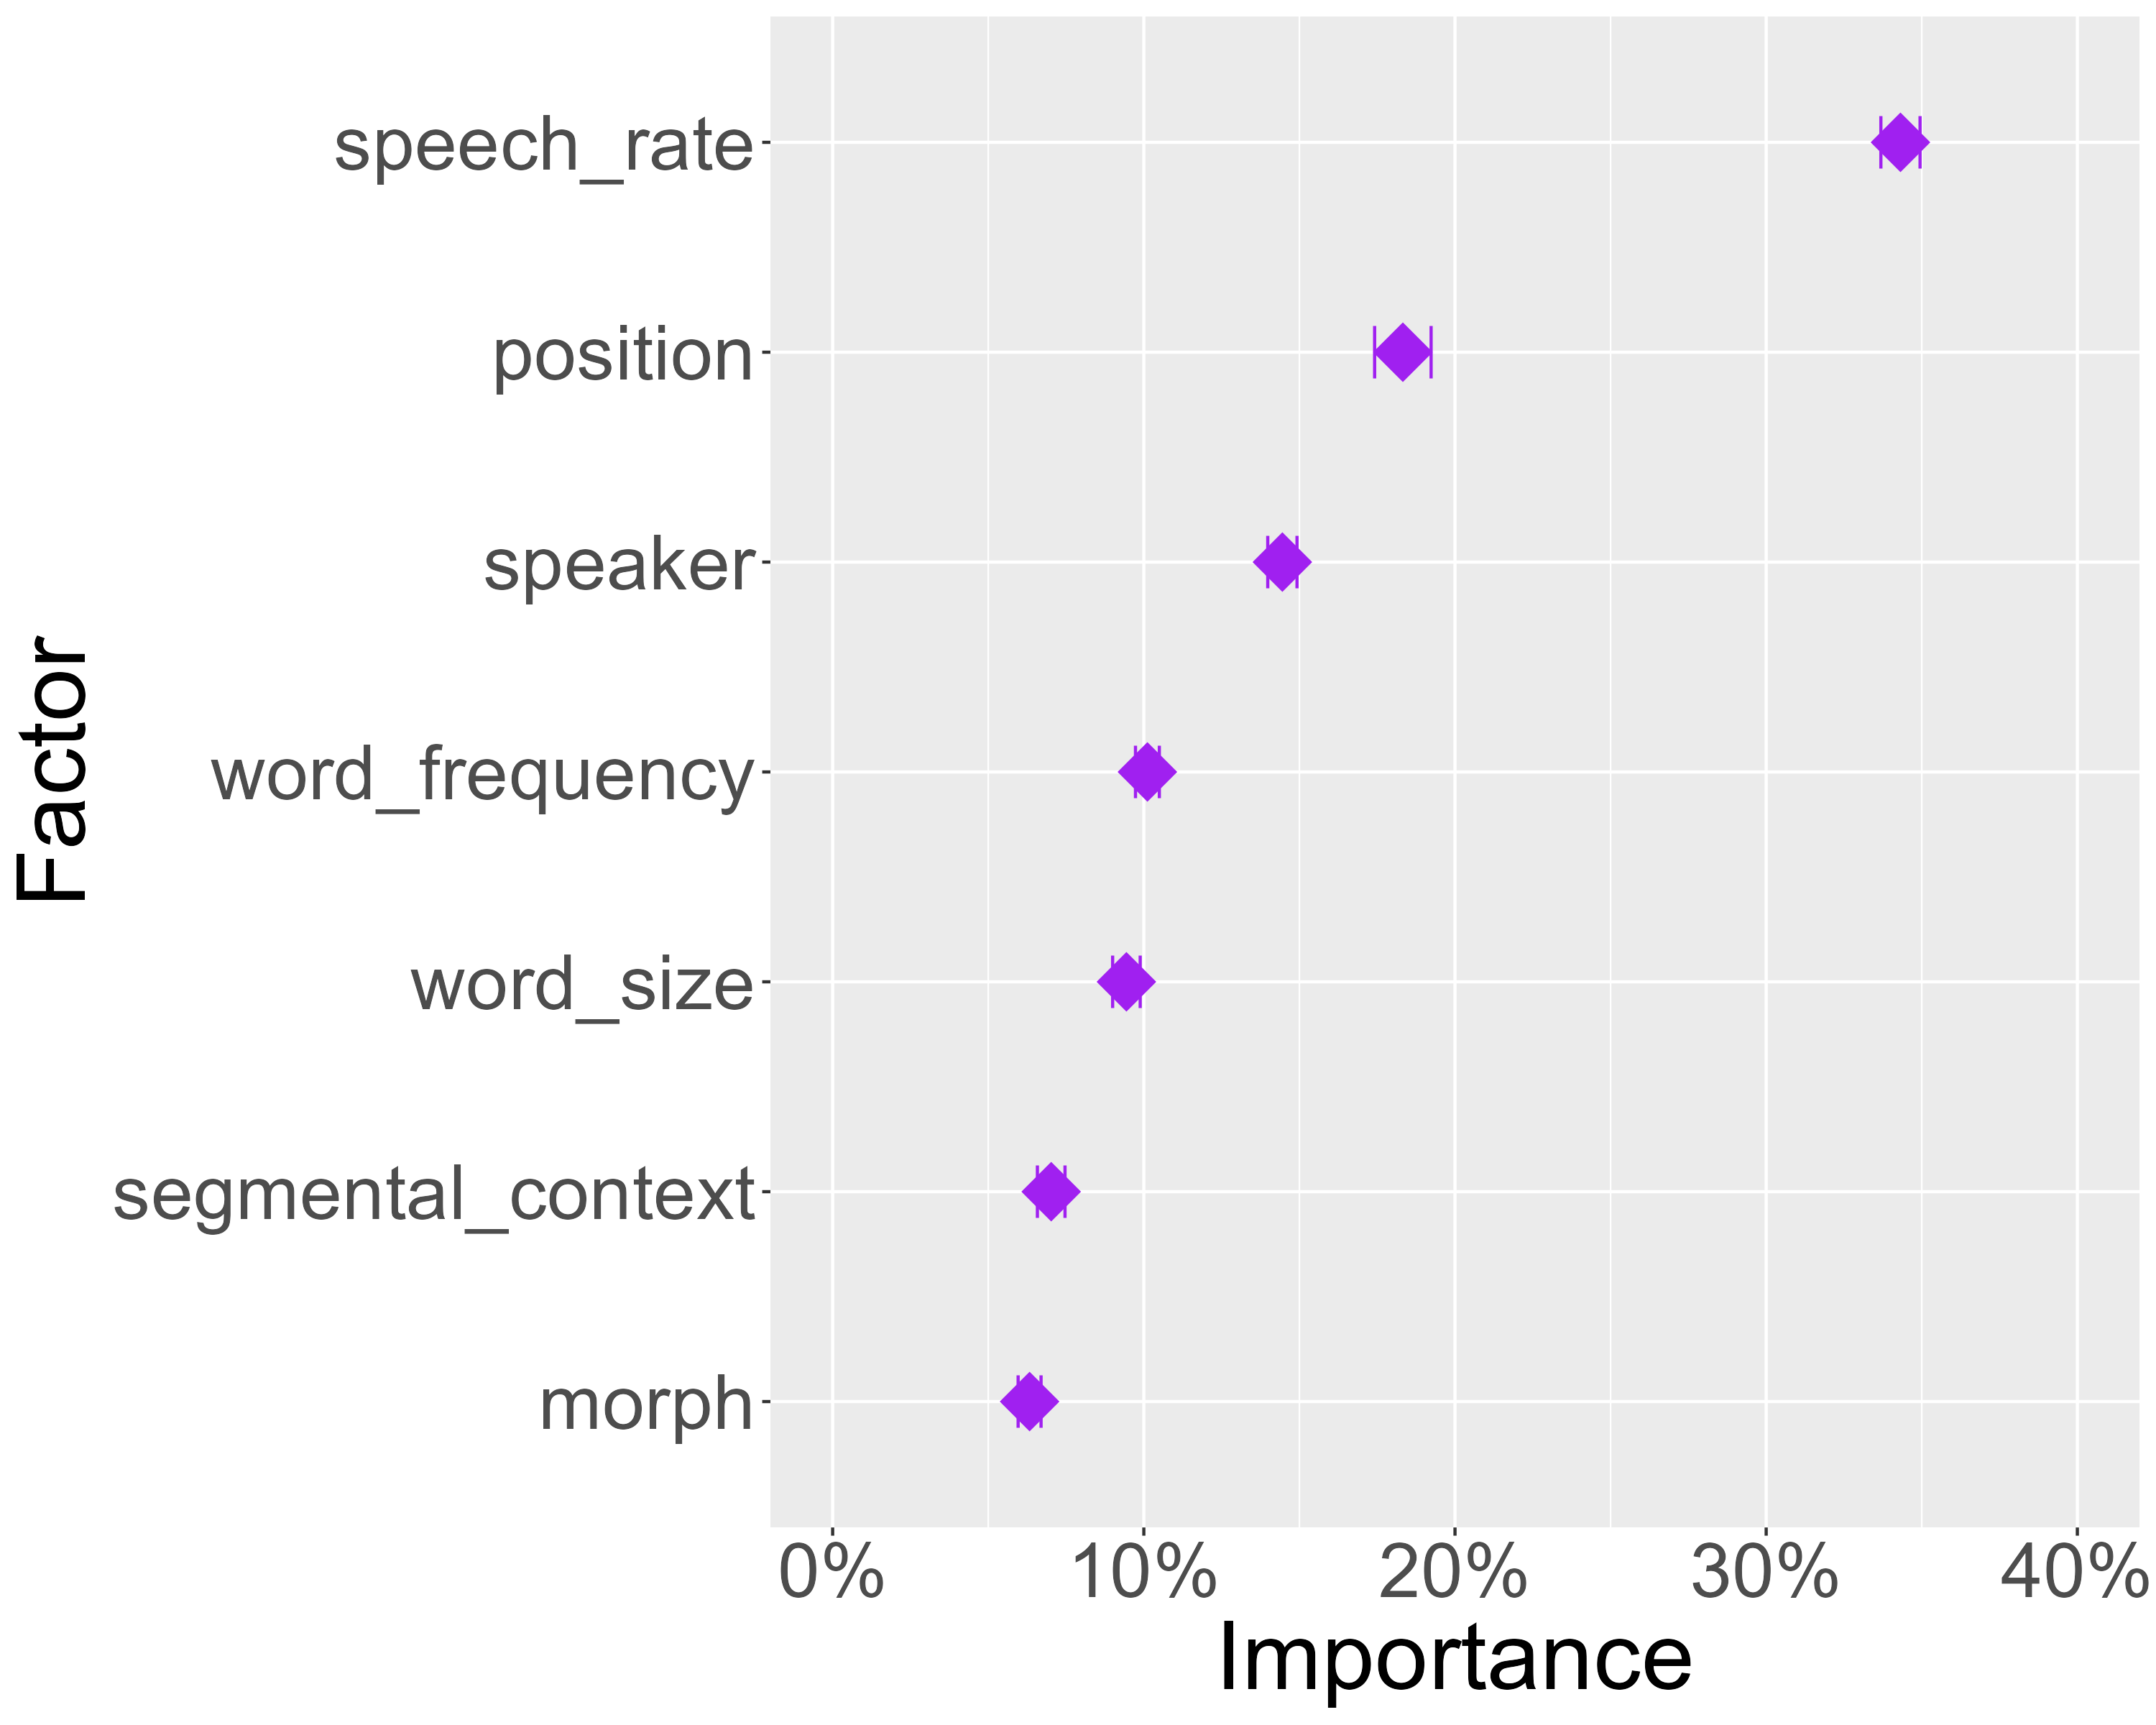 Factor
speech_rate
position
speaker
word_frequency
word_size
segmental_context
morph
0% 10% 20% 30% 40%
Importance